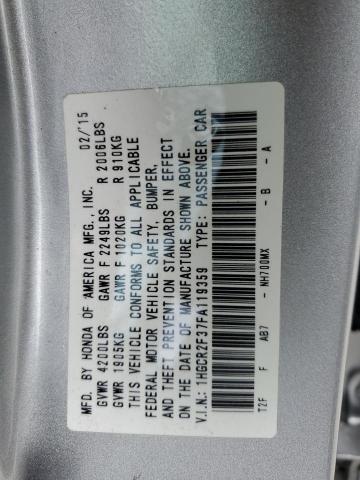 MFD. BY HONDA OF AMERICA MFG., INC. 02/'15
GVWR 4200LBS GAWR F 2249LBS R 2006LBS
GVWR 1905KG GAWR F 1020KG R 910KG
THIS VEHICLE CONFORMS TO ALL APPLICABLE
FEDERAL MOTOR VEHICLE SAFETY, BUMPER,
AND THEFT PREVENTION STANDARDS IN EFFECT
ON THE DATE OF MANUFACTURE SHOWN ABOVE.
V.I.N.: 1HGCR2F37FA119359 TYPE: PASSENGER CAR
T2F F AB7 - NH700MX - B - A